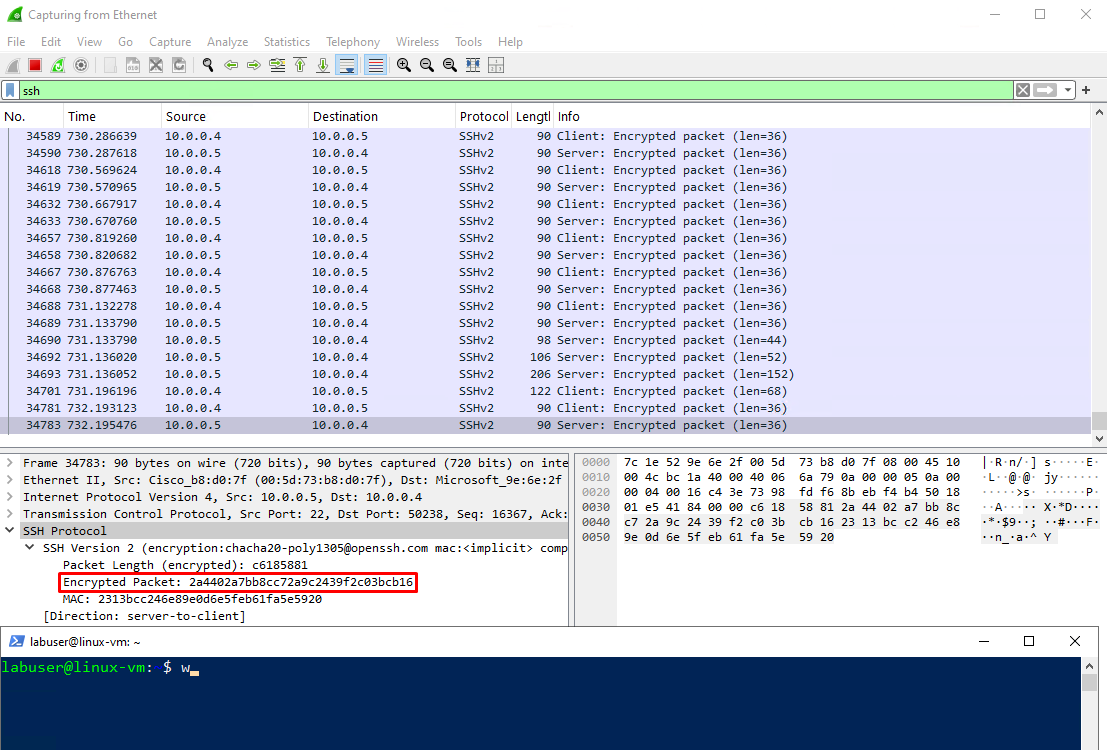 Capturing from Ethernet
File Edit View Go Capture Analyze Statistics Telephony Wireless Tools Help
ssh
No. Time Source Destination Protocol Lengtl Info
34589 730.286639 10.0.0.4 10.0.0.5 SSHv2 90 Client: Encrypted packet (len=36)
34590 730.287618 10.0.0.5 10.0.0.4 SSHv2 90 Server: Encrypted packet (len=36)
34618 730.569624 10.0.0.4 10.0.0.5 SSHv2 90 Client: Encrypted packet (len=36)
34619 730.570965 10.0.0.5 10.0.0.4 SSHv2 90 Server: Encrypted packet (len=36)
34632 730.667917 10.0.0.4 10.0.0.5 SSHv2 90 Client: Encrypted packet (len=36)
34633 730.670760 10.0.0.5 10.0.0.4 SSHv2 90 Server: Encrypted packet (len=36)
34657 730.819260 10.0.0.4 10.0.0.5 SSHv2 90 Client: Encrypted packet (len=36)
34658 730.820682 10.0.0.5 10.0.0.4 SSHv2 90 Server: Encrypted packet (len=36)
34667 730.876763 10.0.0.4 10.0.0.5 SSHv2 90 Client: Encrypted packet (len=36)
34668 730.877463 10.0.0.5 10.0.0.4 SSHv2 90 Server: Encrypted packet (len=36)
34688 731.132278 10.0.0.4 10.0.0.5 SSHv2 90 Client: Encrypted packet (len=36)
34689 731.133790 10.0.0.5 10.0.0.4 SSHv2 90 Server: Encrypted packet (len=36)
34690 731.133790 10.0.0.5 10.0.0.4 SSHv2 98 Server: Encrypted packet (len=44)
34692 731.136020 10.0.0.5 10.0.0.4 SSHv2 106 Server: Encrypted packet (len=52)
34693 731.136052 10.0.0.5 10.0.0.4 SSHv2 206 Server: Encrypted packet (len=152)
34701 731.196196 10.0.0.4 10.0.0.5 SSHv2 122 Client: Encrypted packet (len=68)
34781 732.193123 10.0.0.4 10.0.0.5 SSHv2 90 Client: Encrypted packet (len=36)
34783 732.195476 10.0.0.5 10.0.0.4 SSHv2 90 Server: Encrypted packet (len=36)
Frame 34783: 90 bytes on wire (720 bits), 90 bytes captured (720 bits) on inte
Ethernet II, Src: Cisco_b8:d0:7f (00:5d:73:b8:d0:7f), Dst: Microsoft_9e:6e:2f
Internet Protocol Version 4, Src: 10.0.0.5, Dst: 10.0.0.4
Transmission Control Protocol, Src Port: 22, Dst Port: 50238, Seq: 16367, Ack:
SSH Protocol
SSH Version 2 (encryption:chacha20-poly1305@openssh.com mac:<implicit> comp
Packet Length (encrypted): c6185881
Encrypted Packet: 2a4402a7bb8cc72a9c2439f2c03bcb16
MAC: 2313bcc246e89e0d6e5feb61fa5e5920
[Direction: server-to-client]
0000 7c 1e 52 9e 6e 2f 00 5d 73 b8 d0 7f 08 00 45 10 |·R·n/·] s·····E·
0010 00 4c bc 1a 40 00 40 06 6a 79 0a 00 00 05 0a 00 ·L··@·@· jy······
0020 00 04 00 16 c4 3e 73 98 fd f6 8b eb f4 b4 50 18 ·····>s· ······P·
0030 01 e5 41 84 00 00 c6 18 58 81 2a 44 02 a7 bb 8c ··A····· X·*D····
0040 c7 2a 9c 24 39 f2 c0 3b cb 16 23 13 bc c2 46 e8 ·*·$9··; ··#···F·
0050 9e 0d 6e 5f eb 61 fa 5e 59 20 ··n_·a·^ Y
labuser@linux-vm: ~
labuser@linux-vm:~$ w_